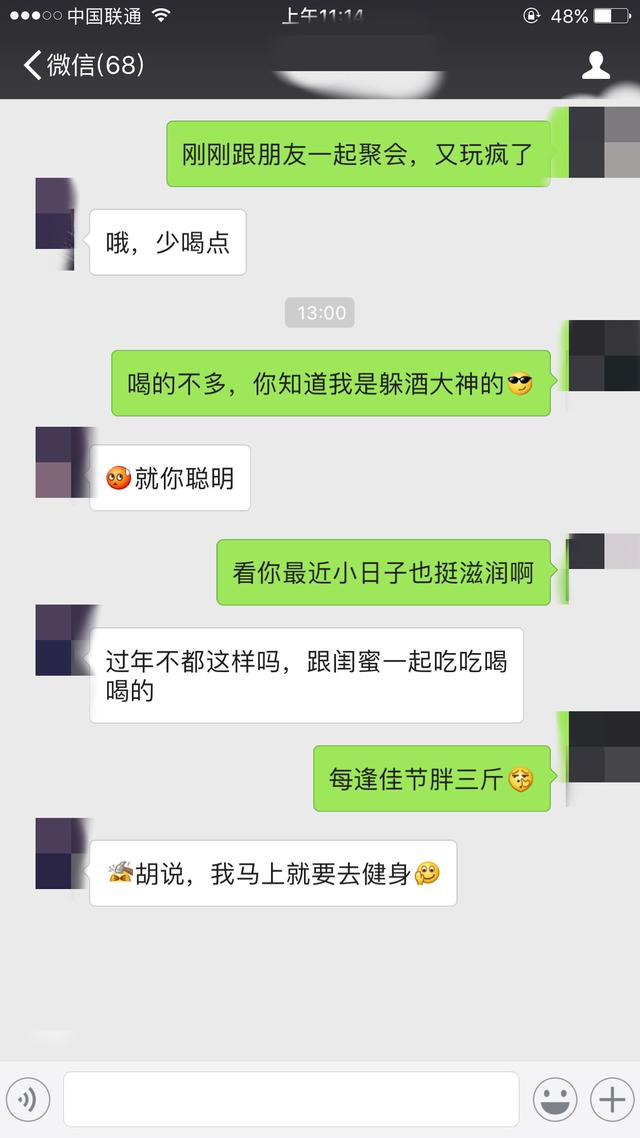 中国联通 上午11:14 48%
微信(68)
刚刚跟朋友一起聚会，又玩疯了
哦，少喝点
13:00
喝的不多，你知道我是躲酒大神的
就你聪明
看你最近小日子也挺滋润啊
过年不都这样吗，跟闺蜜一起吃吃喝
喝的
每逢佳节胖三斤
胡说，我马上就要去健身